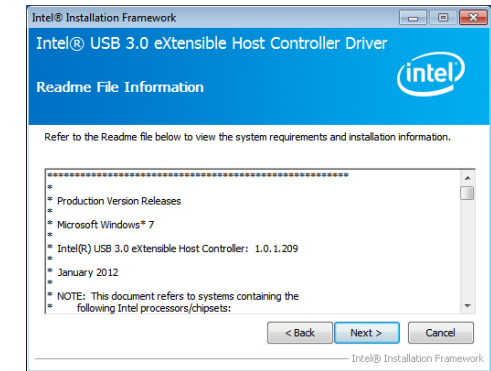 Intel® Installation Framework
Intel® USB 3.0 eXtensible Host Controller Driver
Readme File Information
intel®
Refer to the Readme file below to view the system requirements and installation information.
*******************************************************
*
* Production Version Releases
*
* Microsoft Windows* 7
*
* Intel(R) USB 3.0 eXtensible Host Controller: 1.0.1.209
*
* January 2012
*
* NOTE: This document refers to systems containing the
* following Intel processors/chipsets:
< Back
Next >
Cancel
Intel® Installation Framework